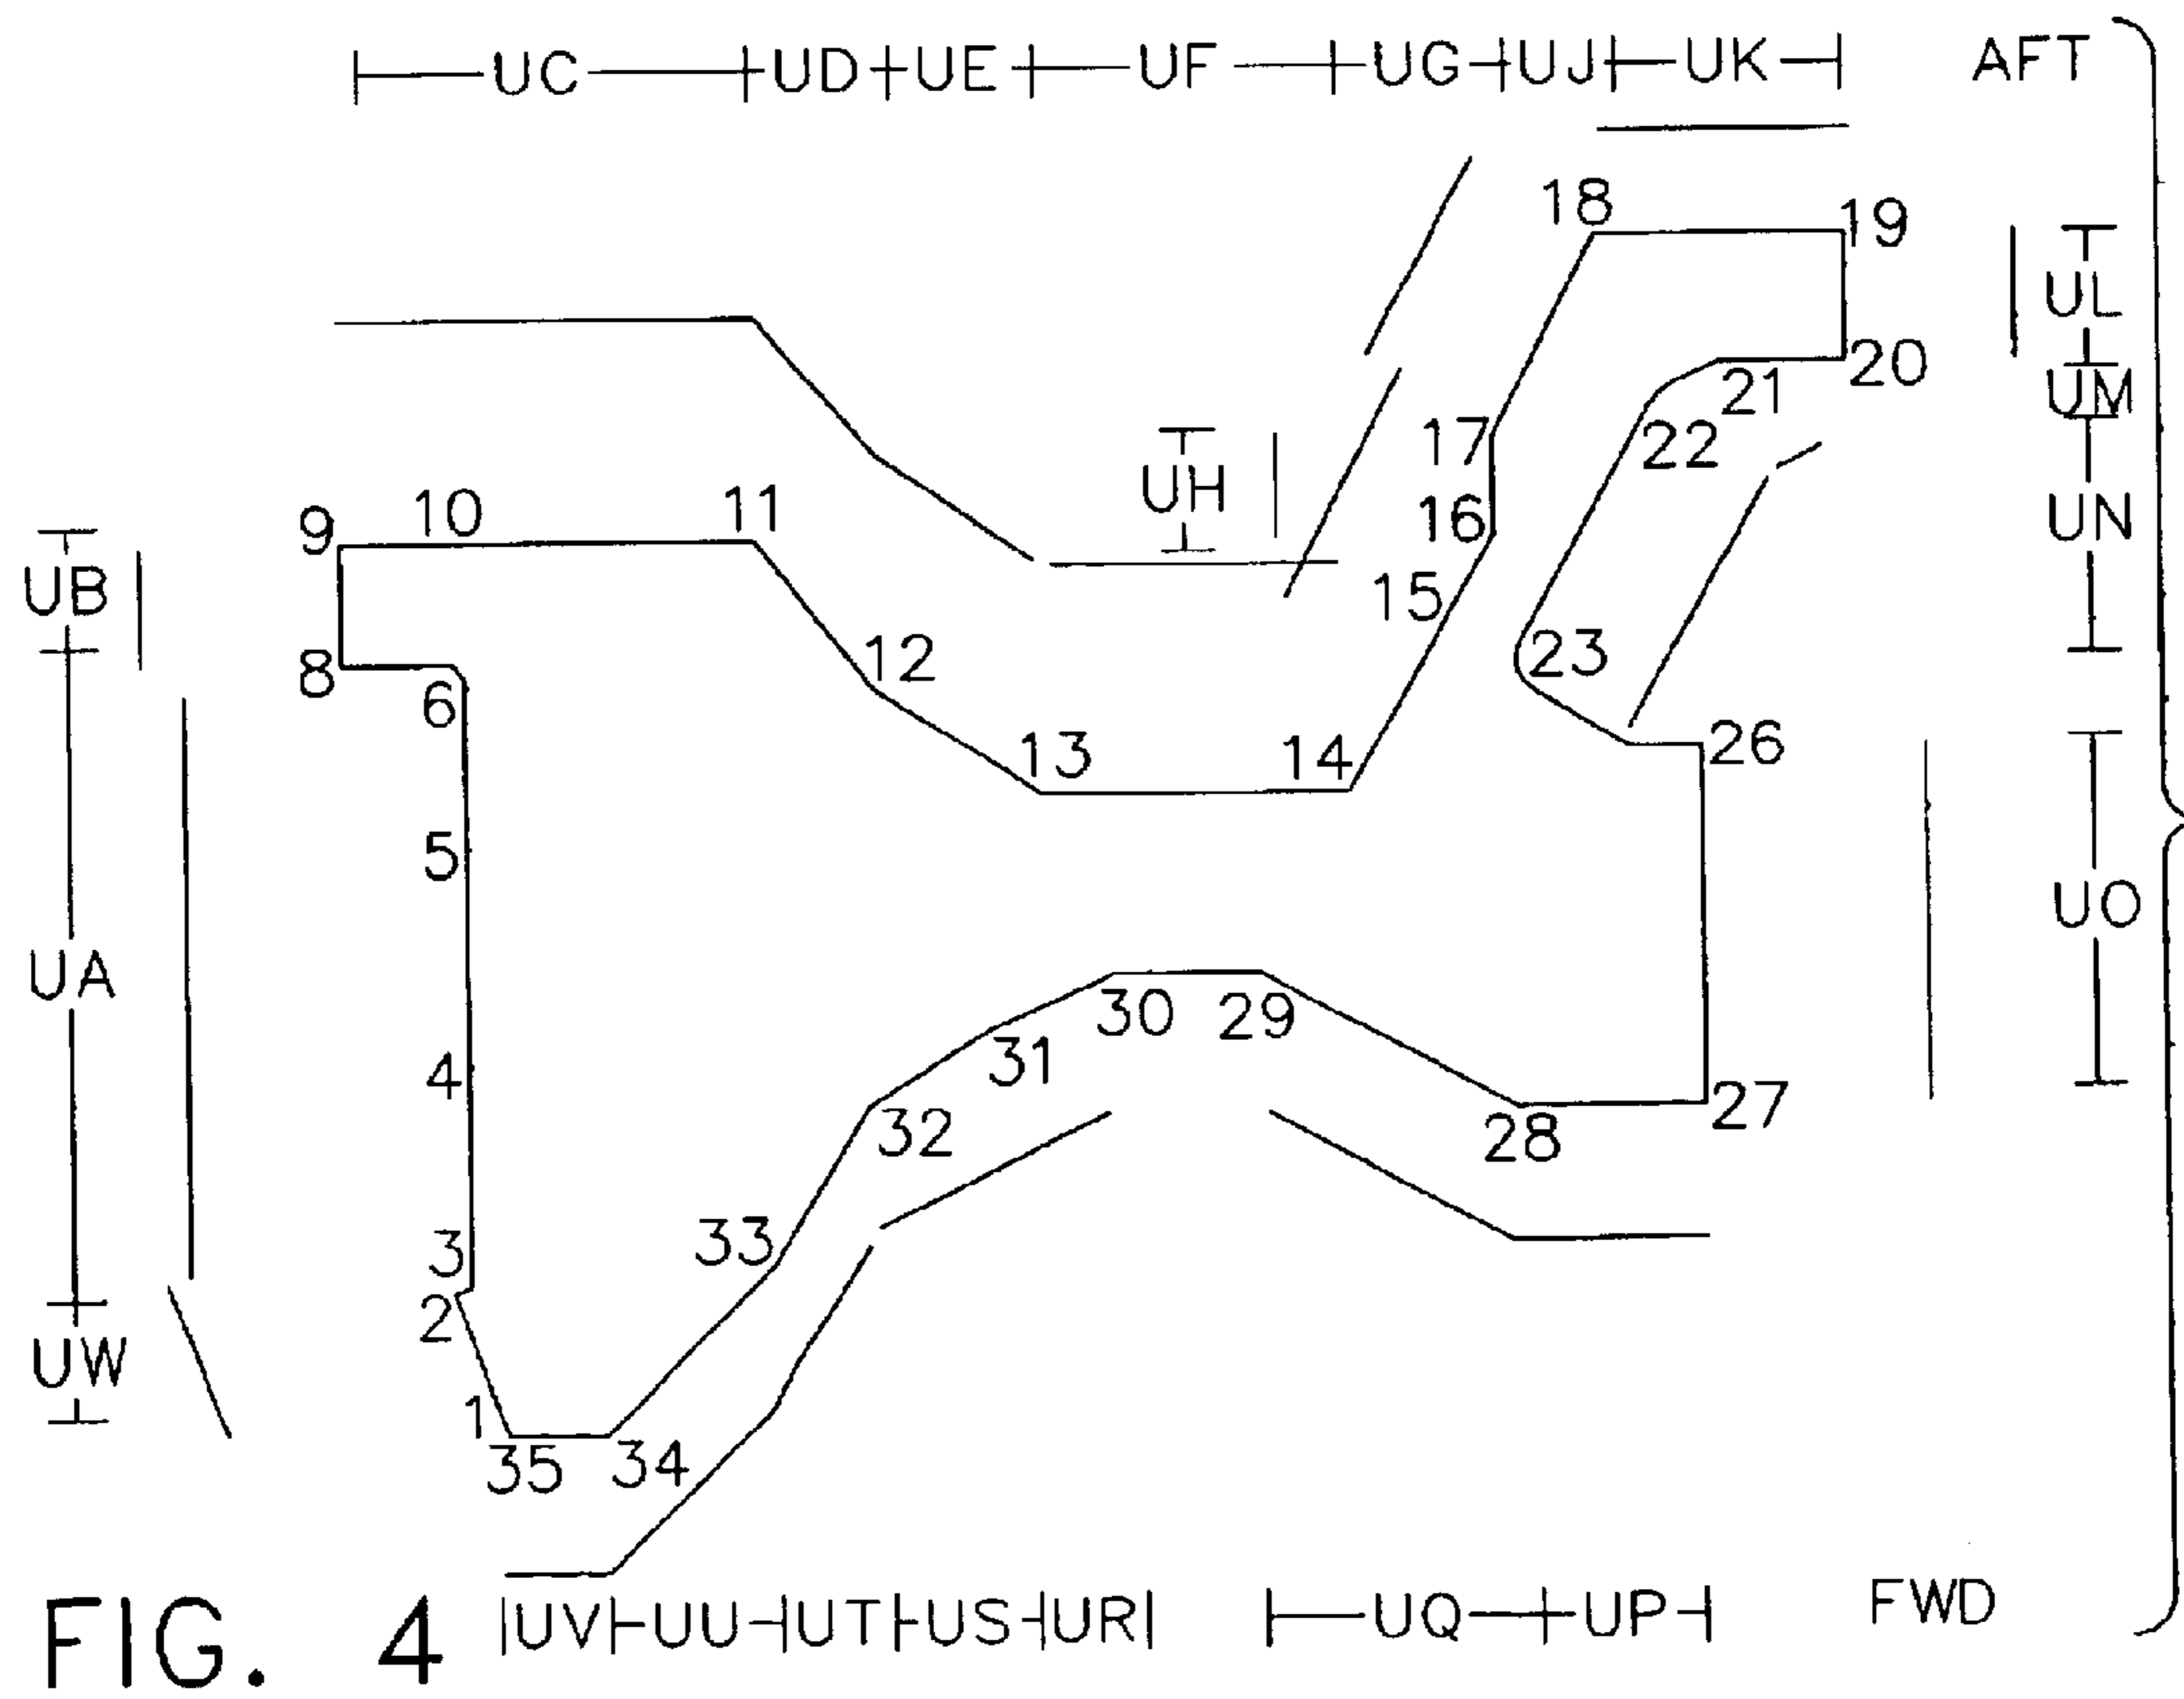 UC UD UE UF UG UJ UK AFT
18 19
UL
20
21 UM
17 22
9 10 11 UH 16 UN
UB 15
8 6 12 23
13 14 26
5 UO
UA 30 29
4 31 27
32 28
3 33
2
UW
1
35 34
FIG. 4 UV UU UT US UR UQ UP FWD